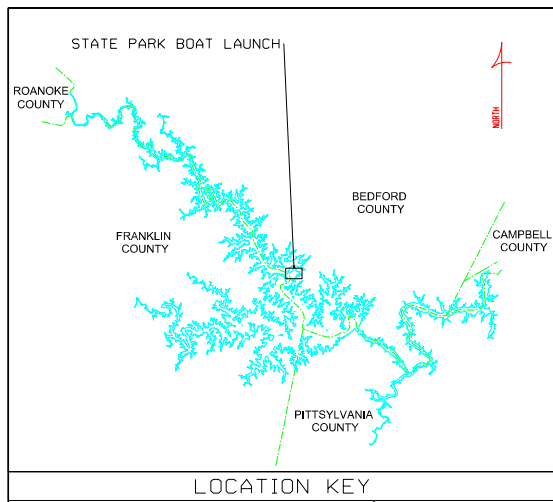 STATE PARK BOAT LAUNCH
NORTH
ROANOKE
COUNTY
BEDFORD
COUNTY
FRANKLIN
COUNTY
CAMPBELL
COUNTY
PITTSYLVANIA
COUNTY
LOCATION KEY